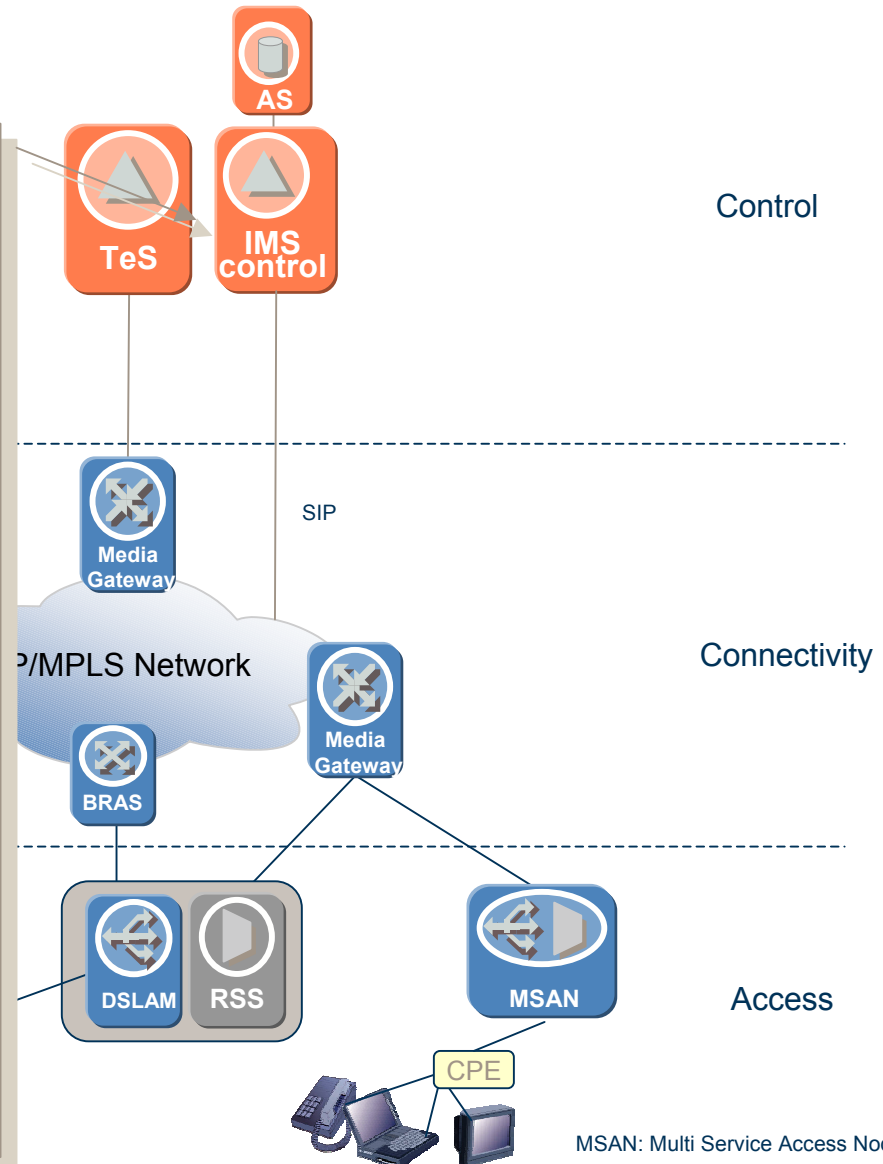 AS
TeS
IMS
control
Control
Media
Gateway
SIP
P/MPLS Network
Connectivity
Media
Gateway
BRAS
DSLAM
RSS
MSAN
Access
CPE
MSAN: Multi Service Access Nod